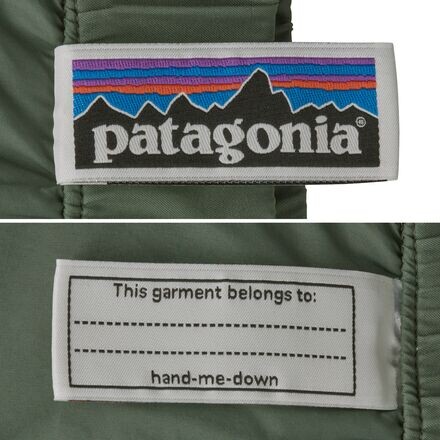 patagonia®
This garment belongs to:
hand-me-down